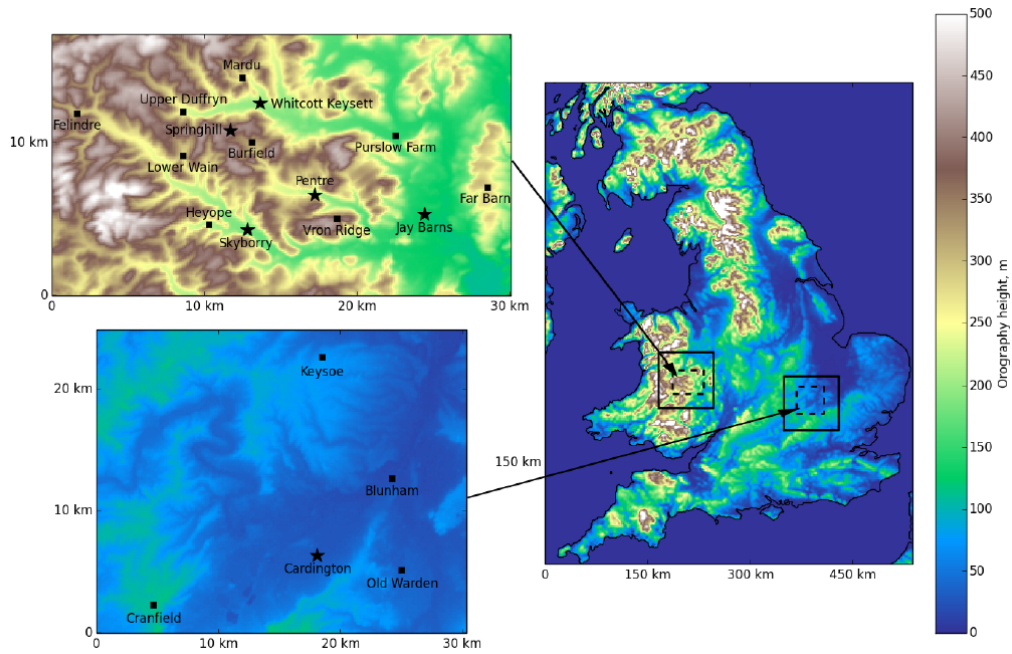 Mardu
Upper Duffryn
Whitcott Keysett
Felindre
Springhill
Burfield
Purslow Farm
Lower Wain
Pentre
Far Barn
Heyope
Skyborry
Vron Ridge
Jay Barns
10 km
0
0
10 km
20 km
30 km
Keysoe
20 km
Blunham
10 km
Cardington
Old Warden
Cranfield
0
0
10 km
20 km
30 km
150 km
0
0
150 km
300 km
450 km
500
450
400
350
300
250
200
150
100
50
0
Orography height, m